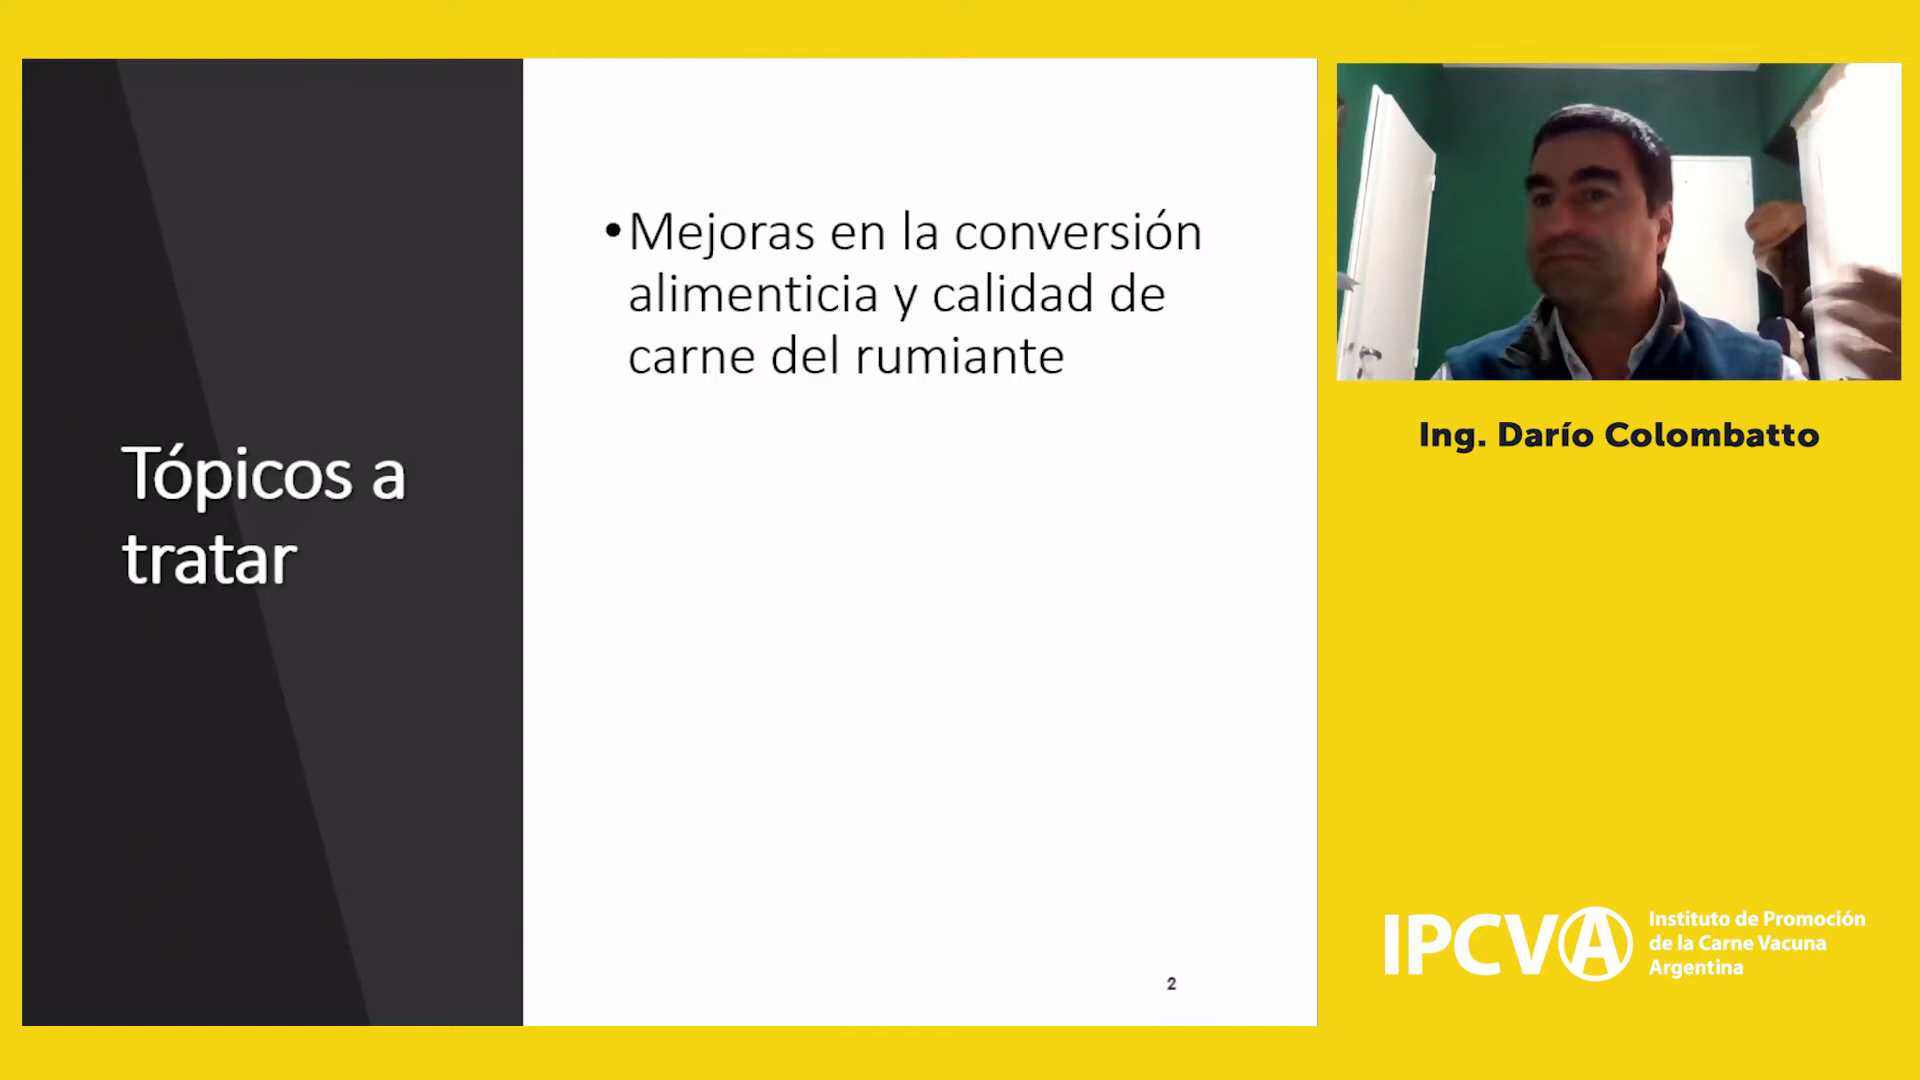 Tópicos a
tratar
•Mejoras en la conversión
alimenticia y calidad de
carne del rumiante
2
Ing. Darío Colombatto
IPCVA
Instituto de Promoción
de la Carne Vacuna
Argentina